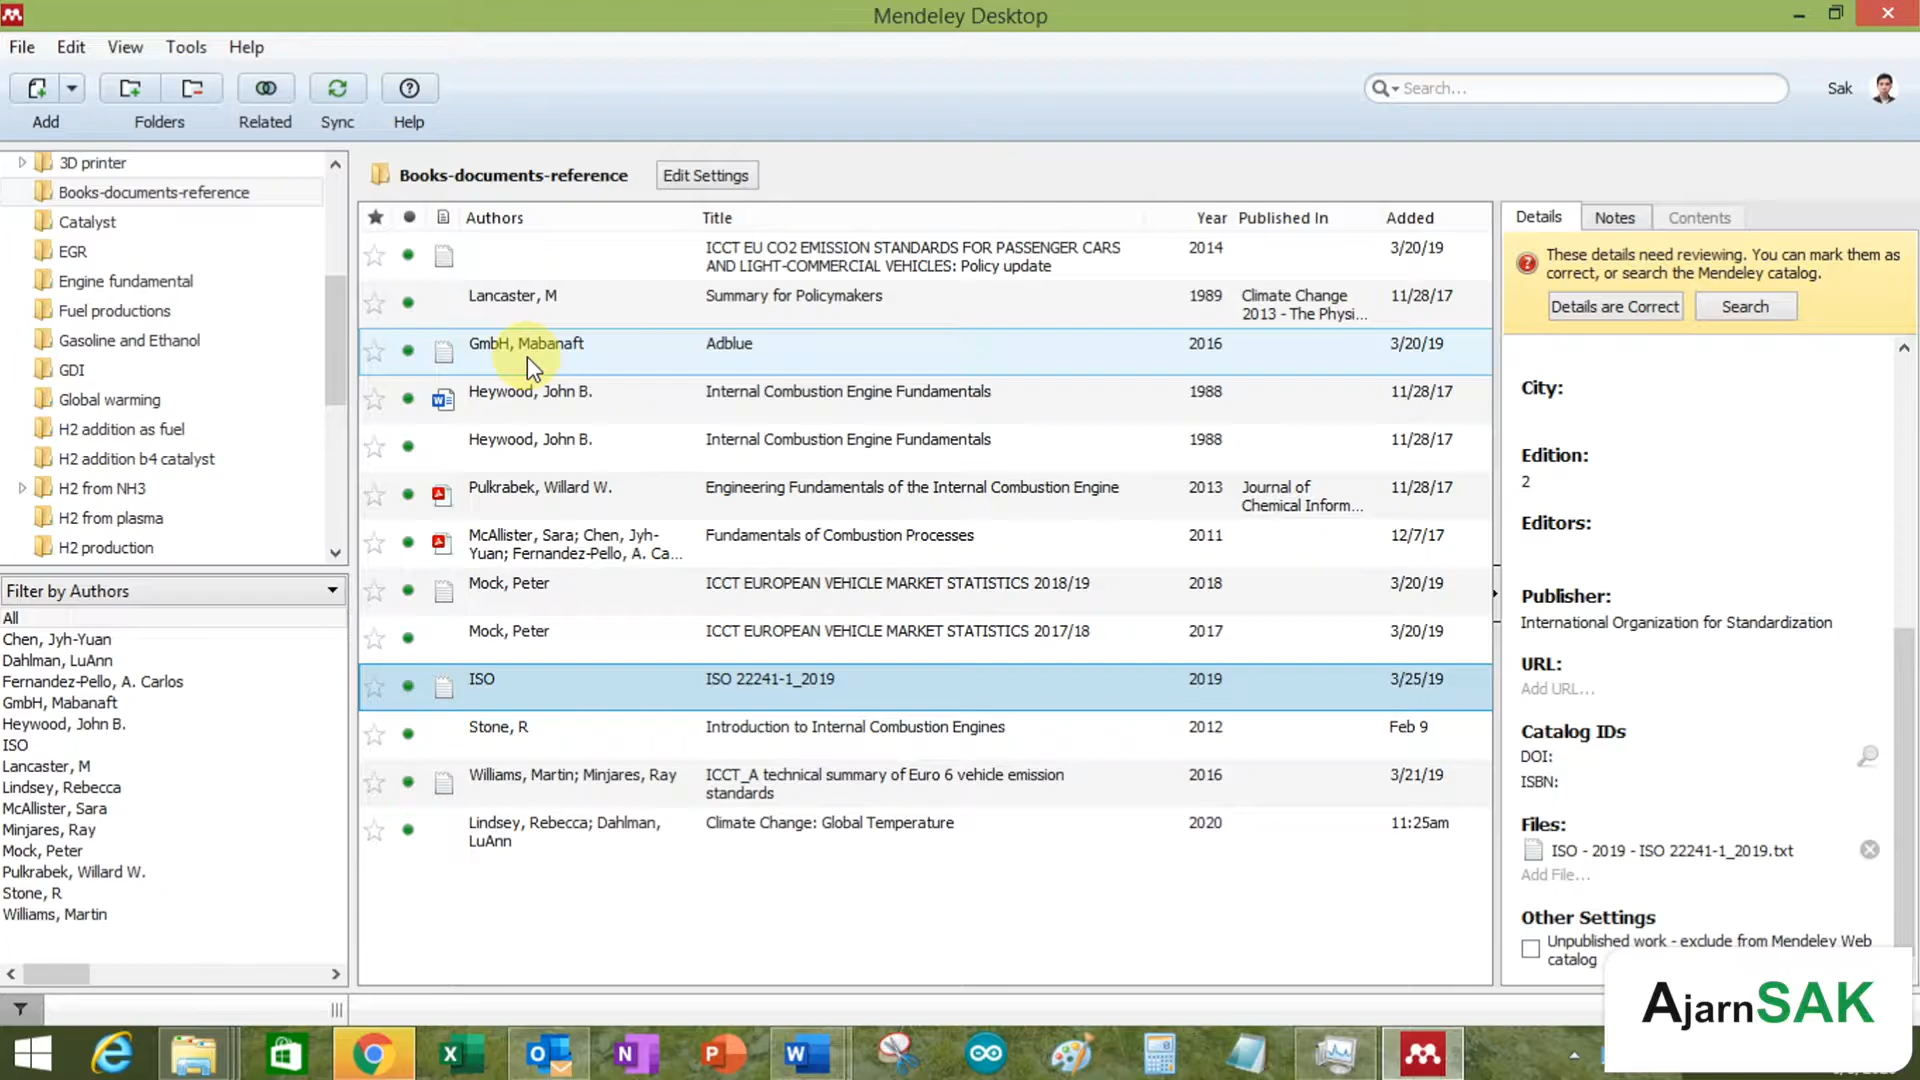 Mendeley Desktop
File Edit View Tools Help
Search...
Sak
Add Folders Related Sync Help
3D printer
Books-documents-reference
Catalyst
EGR
Engine fundamental
Fuel productions
Gasoline and Ethanol
GDI
Global warming
H2 addition as fuel
H2 addition b4 catalyst
H2 from NH3
H2 from plasma
H2 production
Filter by Authors
All
Chen, Jyh-Yuan
Dahlman, LuAnn
Fernandez-Pello, A. Carlos
GmbH, Mabanaft
Heywood, John B.
ISO
Lancaster, M
Lindsey, Rebecca
McAllister, Sara
Minjares, Ray
Mock, Peter
Pulkrabek, Willard W.
Stone, R
Williams, Martin
Books-documents-reference Edit Settings
Authors Title Year Published In Added
ICCT EU CO2 EMISSION STANDARDS FOR PASSENGER CARS 2014 3/20/19
AND LIGHT-COMMERCIAL VEHICLES: Policy update
Lancaster, M Summary for Policymakers 1989 Climate Change 11/28/17
2013 - The Physi...
GmbH, Mabanaft Adblue 2016 3/20/19
Heywood, John B. Internal Combustion Engine Fundamentals 1988 11/28/17
Heywood, John B. Internal Combustion Engine Fundamentals 1988 11/28/17
Pulkrabek, Willard W. Engineering Fundamentals of the Internal Combustion Engine 2013 Journal of 11/28/17
Chemical Inform...
McAllister, Sara; Chen, Jyh- Fundamentals of Combustion Processes 2011 12/7/17
Yuan; Fernandez-Pello, A. Ca...
Mock, Peter ICCT EUROPEAN VEHICLE MARKET STATISTICS 2018/19 2018 3/20/19
Mock, Peter ICCT EUROPEAN VEHICLE MARKET STATISTICS 2017/18 2017 3/20/19
ISO ISO 22241-1_2019 2019 3/25/19
Stone, R Introduction to Internal Combustion Engines 2012 Feb 9
Williams, Martin; Minjares, Ray ICCT_A technical summary of Euro 6 vehicle emission 2016 3/21/19
standards
Lindsey, Rebecca; Dahlman, Climate Change: Global Temperature 2020 11:25am
LuAnn
Details Notes Contents
These details need reviewing. You can mark them as
correct, or search the Mendeley catalog.
Details are Correct Search
City:
Edition:
2
Editors:
Publisher:
International Organization for Standardization
URL:
Add URL...
Catalog IDs
DOI:
ISBN:
Files:
ISO - 2019 - ISO 22241-1_2019.txt
Add File...
Other Settings
Unpublished work - exclude from Mendeley Web
catalog
AjarnSAK